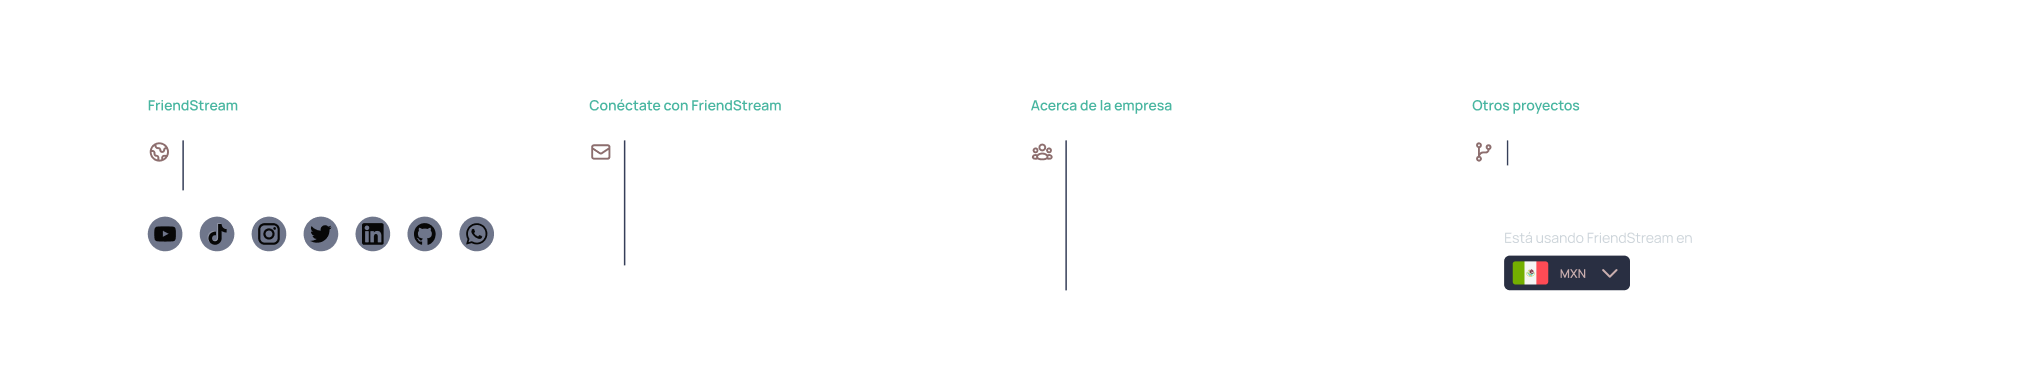 FriendStream
Conéctate con FriendStream
Acerca de la empresa
Otros proyectos
Está usando FriendStream en
MXN